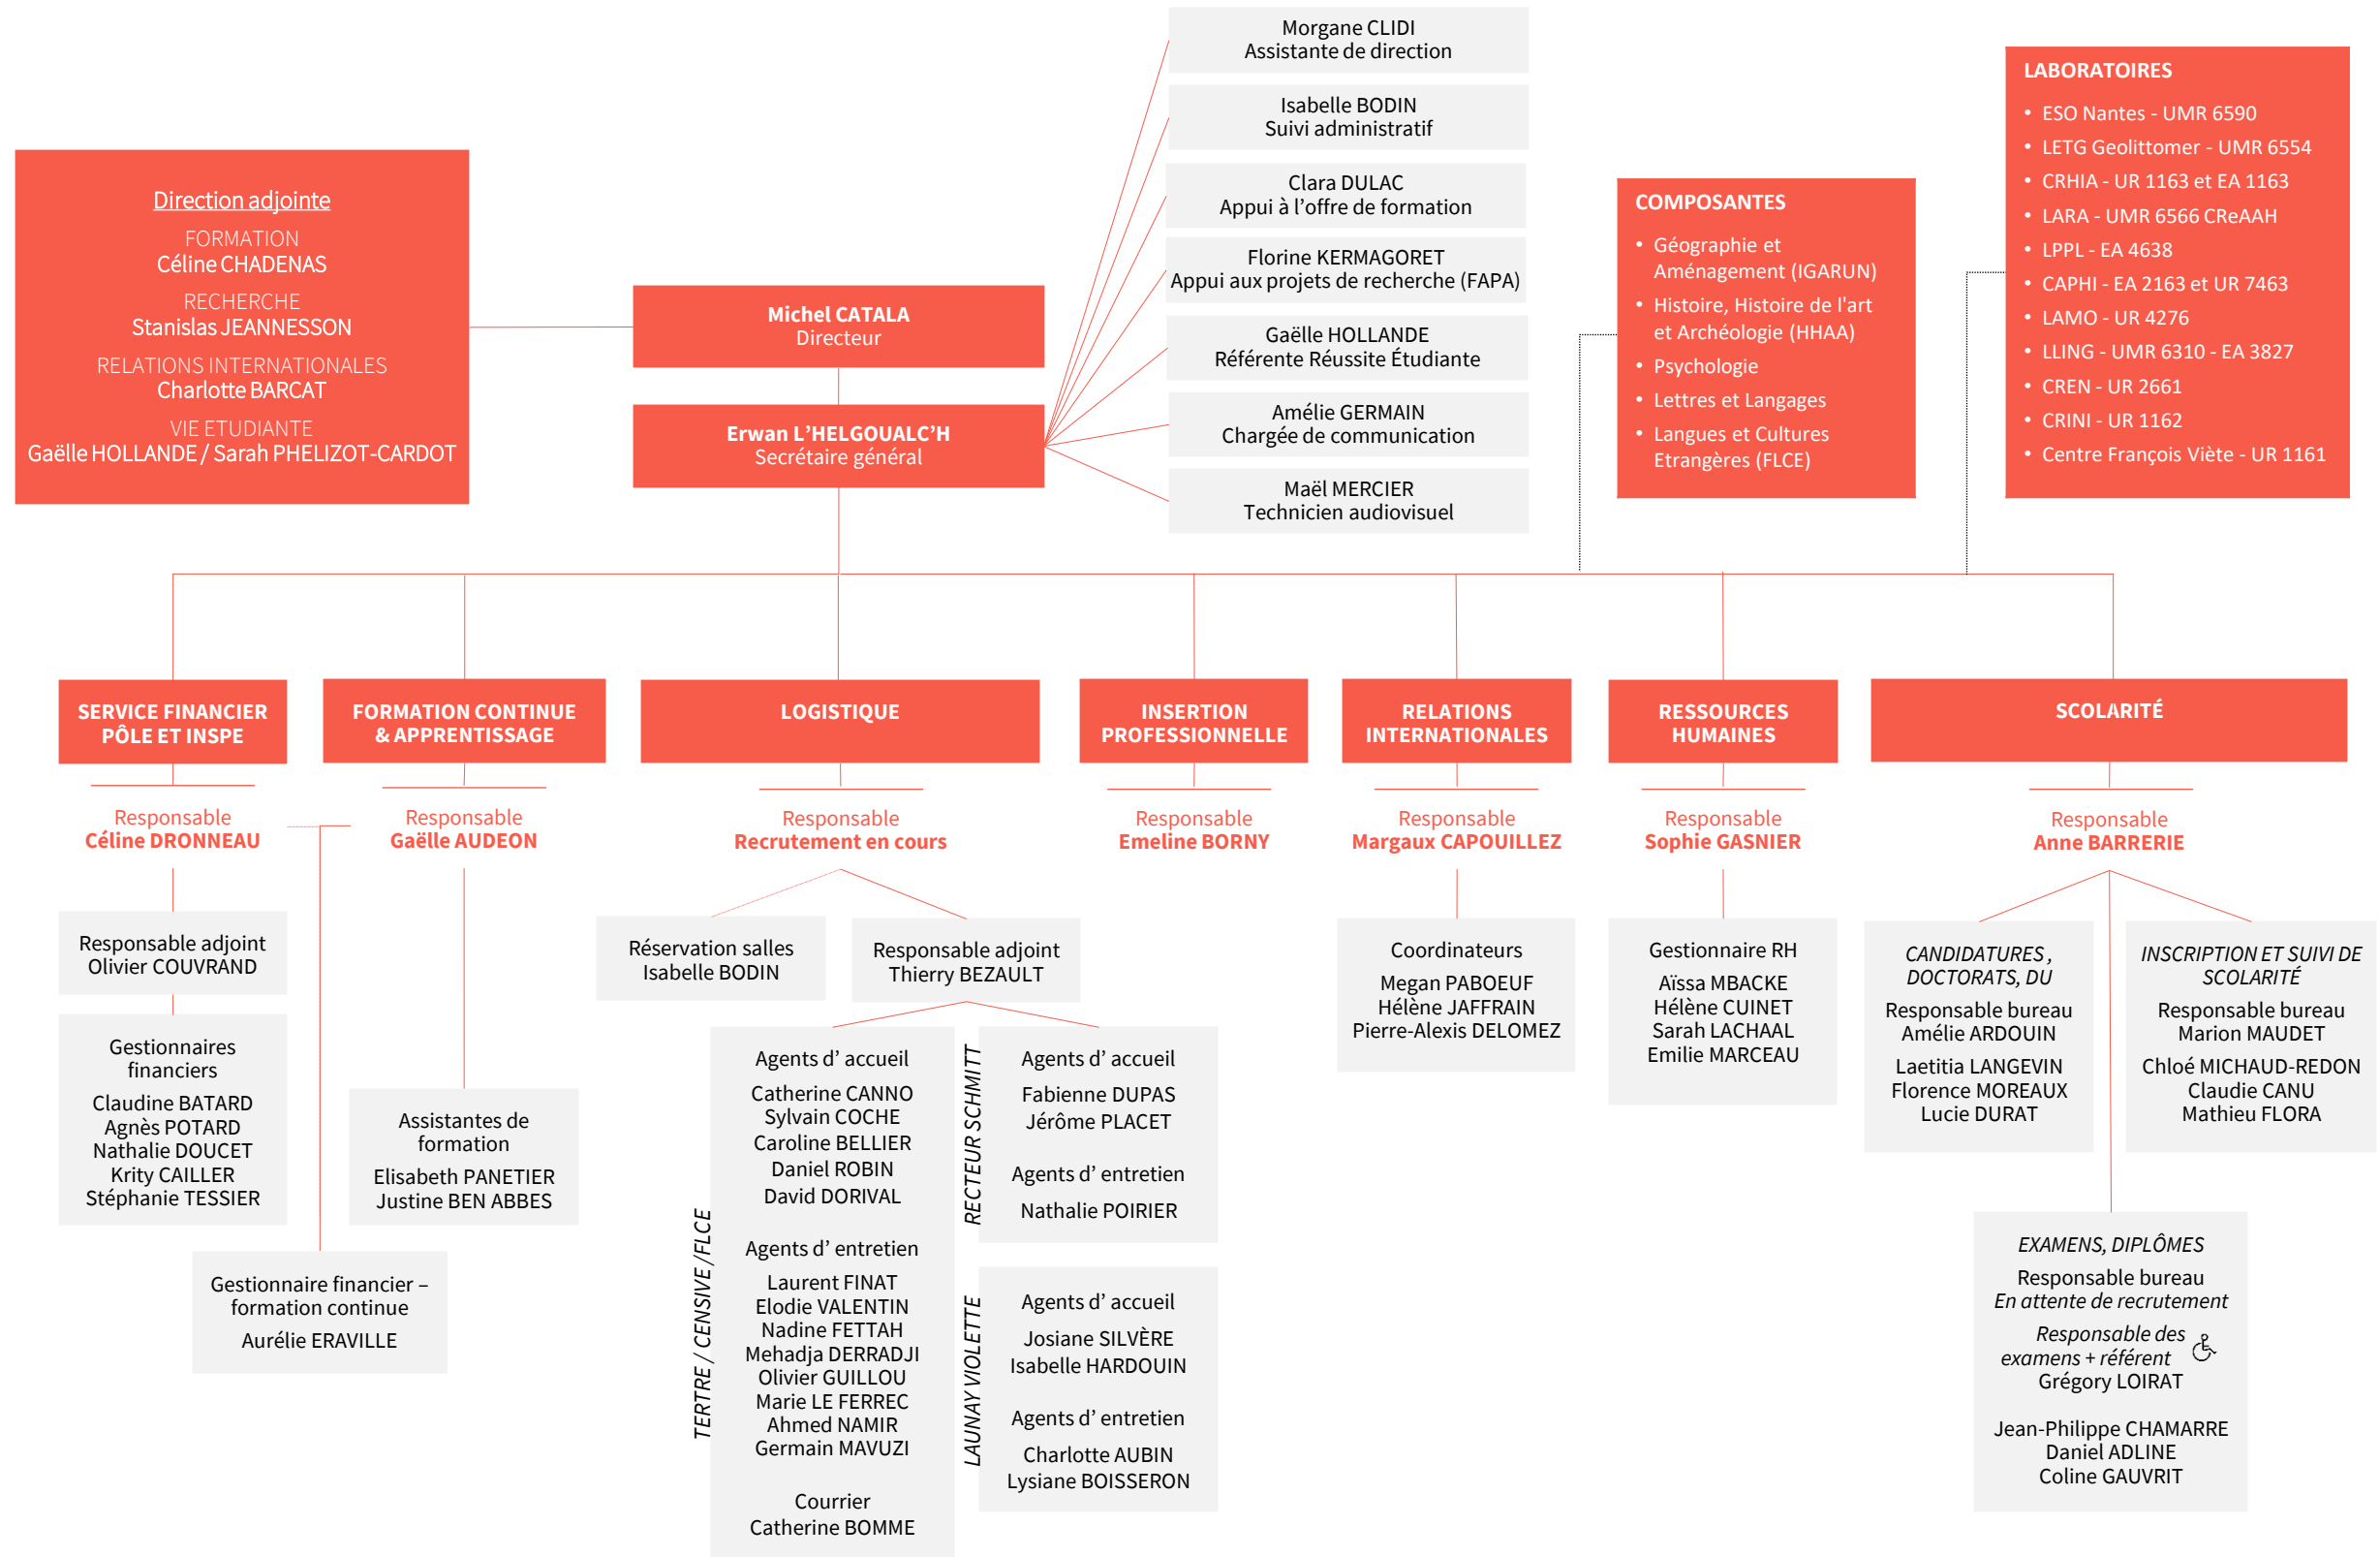 Morgane CLIDI
Assistante de direction
Isabelle BODIN
Suivi administratif
Clara DULAC
Appui à l’offre de formation
Florine KERMAGORET
Appui aux projets de recherche (FAPA)
Gaëlle HOLLANDE
Référente Réussite Étudiante
Amélie GERMAIN
Chargée de communication
Maël MERCIER
Technicien audiovisuel
Direction adjointe
FORMATION
Céline CHADENAS
RECHERCHE
Stanislas JEANNESSON
RELATIONS INTERNATIONALES
Charlotte BARCAT
VIE ETUDIANTE
Gaëlle HOLLANDE / Sarah PHELIZOT-CARDOT
Michel CATALA
Directeur
Erwan L’HELGOUALC’H
Secrétaire général
COMPOSANTES
• Géographie et
Aménagement (IGARUN)
• Histoire, Histoire de l'art
et Archéologie (HHAA)
• Psychologie
• Lettres et Langages
• Langues et Cultures
Etrangères (FLCE)
LABORATOIRES
• ESO Nantes - UMR 6590
• LETG Geolittomer - UMR 6554
• CRHIA - UR 1163 et EA 1163
• LARA - UMR 6566 CReAAH
• LPPL - EA 4638
• CAPHI - EA 2163 et UR 7463
• LAMO - UR 4276
• LLING - UMR 6310 - EA 3827
• CREN - UR 2661
• CRINI - UR 1162
• Centre François Viète - UR 1161
SERVICE FINANCIER
PÔLE ET INSPE
Responsable
Céline DRONNEAU
Responsable adjoint
Olivier COUVRAND
Gestionnaires
financiers
Claudine BATARD
Agnès POTARD
Nathalie DOUCET
Krity CAILLER
Stéphanie TESSIER
Gestionnaire financier –
formation continue
Aurélie ERAVILLE
FORMATION CONTINUE
& APPRENTISSAGE
Responsable
Gaëlle AUDEON
Assistantes de
formation
Elisabeth PANETIER
Justine BEN ABBES
LOGISTIQUE
Responsable
Recrutement en cours
Réservation salles
Isabelle BODIN
Responsable adjoint
Thierry BEZAULT
TERTRE / CENSIVE /FLCE
Agents d’ accueil
Catherine CANNO
Sylvain COCHE
Caroline BELLIER
Daniel ROBIN
David DORIVAL
Agents d’ entretien
Laurent FINAT
Elodie VALENTIN
Nadine FETTAH
Mehadja DERRADJI
Olivier GUILLOU
Marie LE FERREC
Ahmed NAMIR
Germain MAVUZI
Courrier
Catherine BOMME
RECTEUR SCHMITT
Agents d’ accueil
Fabienne DUPAS
Jérôme PLACET
Agents d’ entretien
Nathalie POIRIER
LAUNAY VIOLETTE
Agents d’ accueil
Josiane SILVÈRE
Isabelle HARDOUIN
Agents d’ entretien
Charlotte AUBIN
Lysiane BOISSERON
INSERTION
PROFESSIONNELLE
Responsable
Emeline BORNY
RELATIONS
INTERNATIONALES
Responsable
Margaux CAPOUILLEZ
Coordinateurs
Megan PABOEUF
Hélène JAFFRAIN
Pierre-Alexis DELOMEZ
RESSOURCES
HUMAINES
Responsable
Sophie GASNIER
Gestionnaire RH
Aïssa MBACKE
Hélène CUINET
Sarah LACHAAL
Emilie MARCEAU
SCOLARITÉ
Responsable
Anne BARRERIE
CANDIDATURES ,
DOCTORATS, DU
Responsable bureau
Amélie ARDOUIN
Laetitia LANGEVIN
Florence MOREAUX
Lucie DURAT
INSCRIPTION ET SUIVI DE
SCOLARITÉ
Responsable bureau
Marion MAUDET
Chloé MICHAUD-REDON
Claudie CANU
Mathieu FLORA
EXAMENS, DIPLÔMES
Responsable bureau
En attente de recrutement
Responsable des
examens + référent
Grégory LOIRAT
Jean-Philippe CHAMARRE
Daniel ADLINE
Coline GAUVRIT